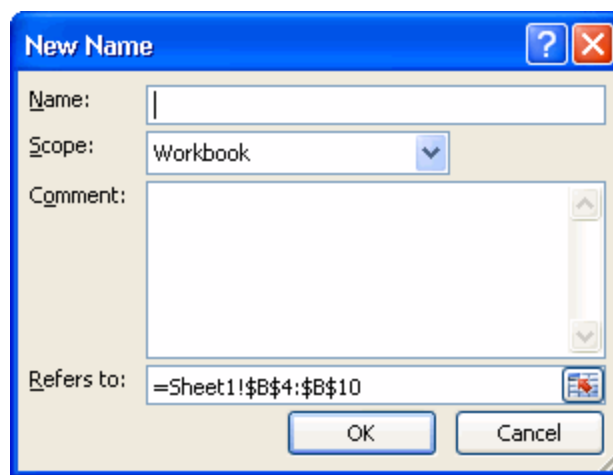 New Name ?
Name:
Scope: Workbook
Comment:
Refers to: =Sheet1!$B$4:$B$10
OK Cancel